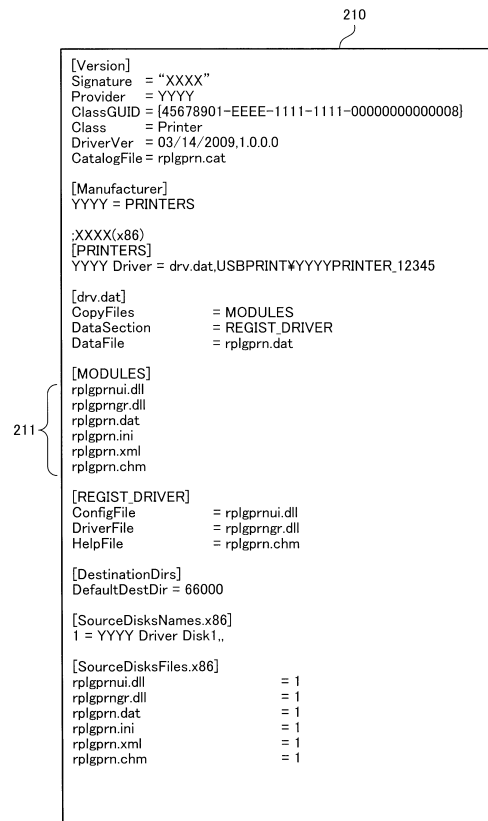 210
[Version]
Signature = “XXXX”
Provider = YYYY
ClassGUID = {45678901-EEEE-1111-1111-00000000000008}
Class = Printer
DriverVer = 03/14/2009,1.0.0.0
CatalogFile = rplgprn.cat
[Manufacturer]
YYYY = PRINTERS
;XXXX(x86)
[PRINTERS]
YYYY Driver = drv.dat,USBPRINT¥YYYYPRINTER_12345
[drv.dat]
CopyFiles = MODULES
DataSection = REGIST_DRIVER
DataFile = rplgprn.dat
[MODULES]
rplgprnui.dll
rplgprngr.dll
rplgprn.dat
211
rplgprn.ini
rplgprn.xml
rplgprn.chm
[REGIST_DRIVER]
ConfigFile = rplgprnui.dll
DriverFile = rplgprngr.dll
HelpFile = rplgprn.chm
[DestinationDirs]
DefaultDestDir = 66000
[SourceDisksNames.x86]
1 = YYYY Driver Disk1,,
[SourceDisksFiles.x86]
rplgprnui.dll = 1
rplgprngr.dll = 1
rplgprn.dat = 1
rplgprn.ini = 1
rplgprn.xml = 1
rplgprn.chm = 1